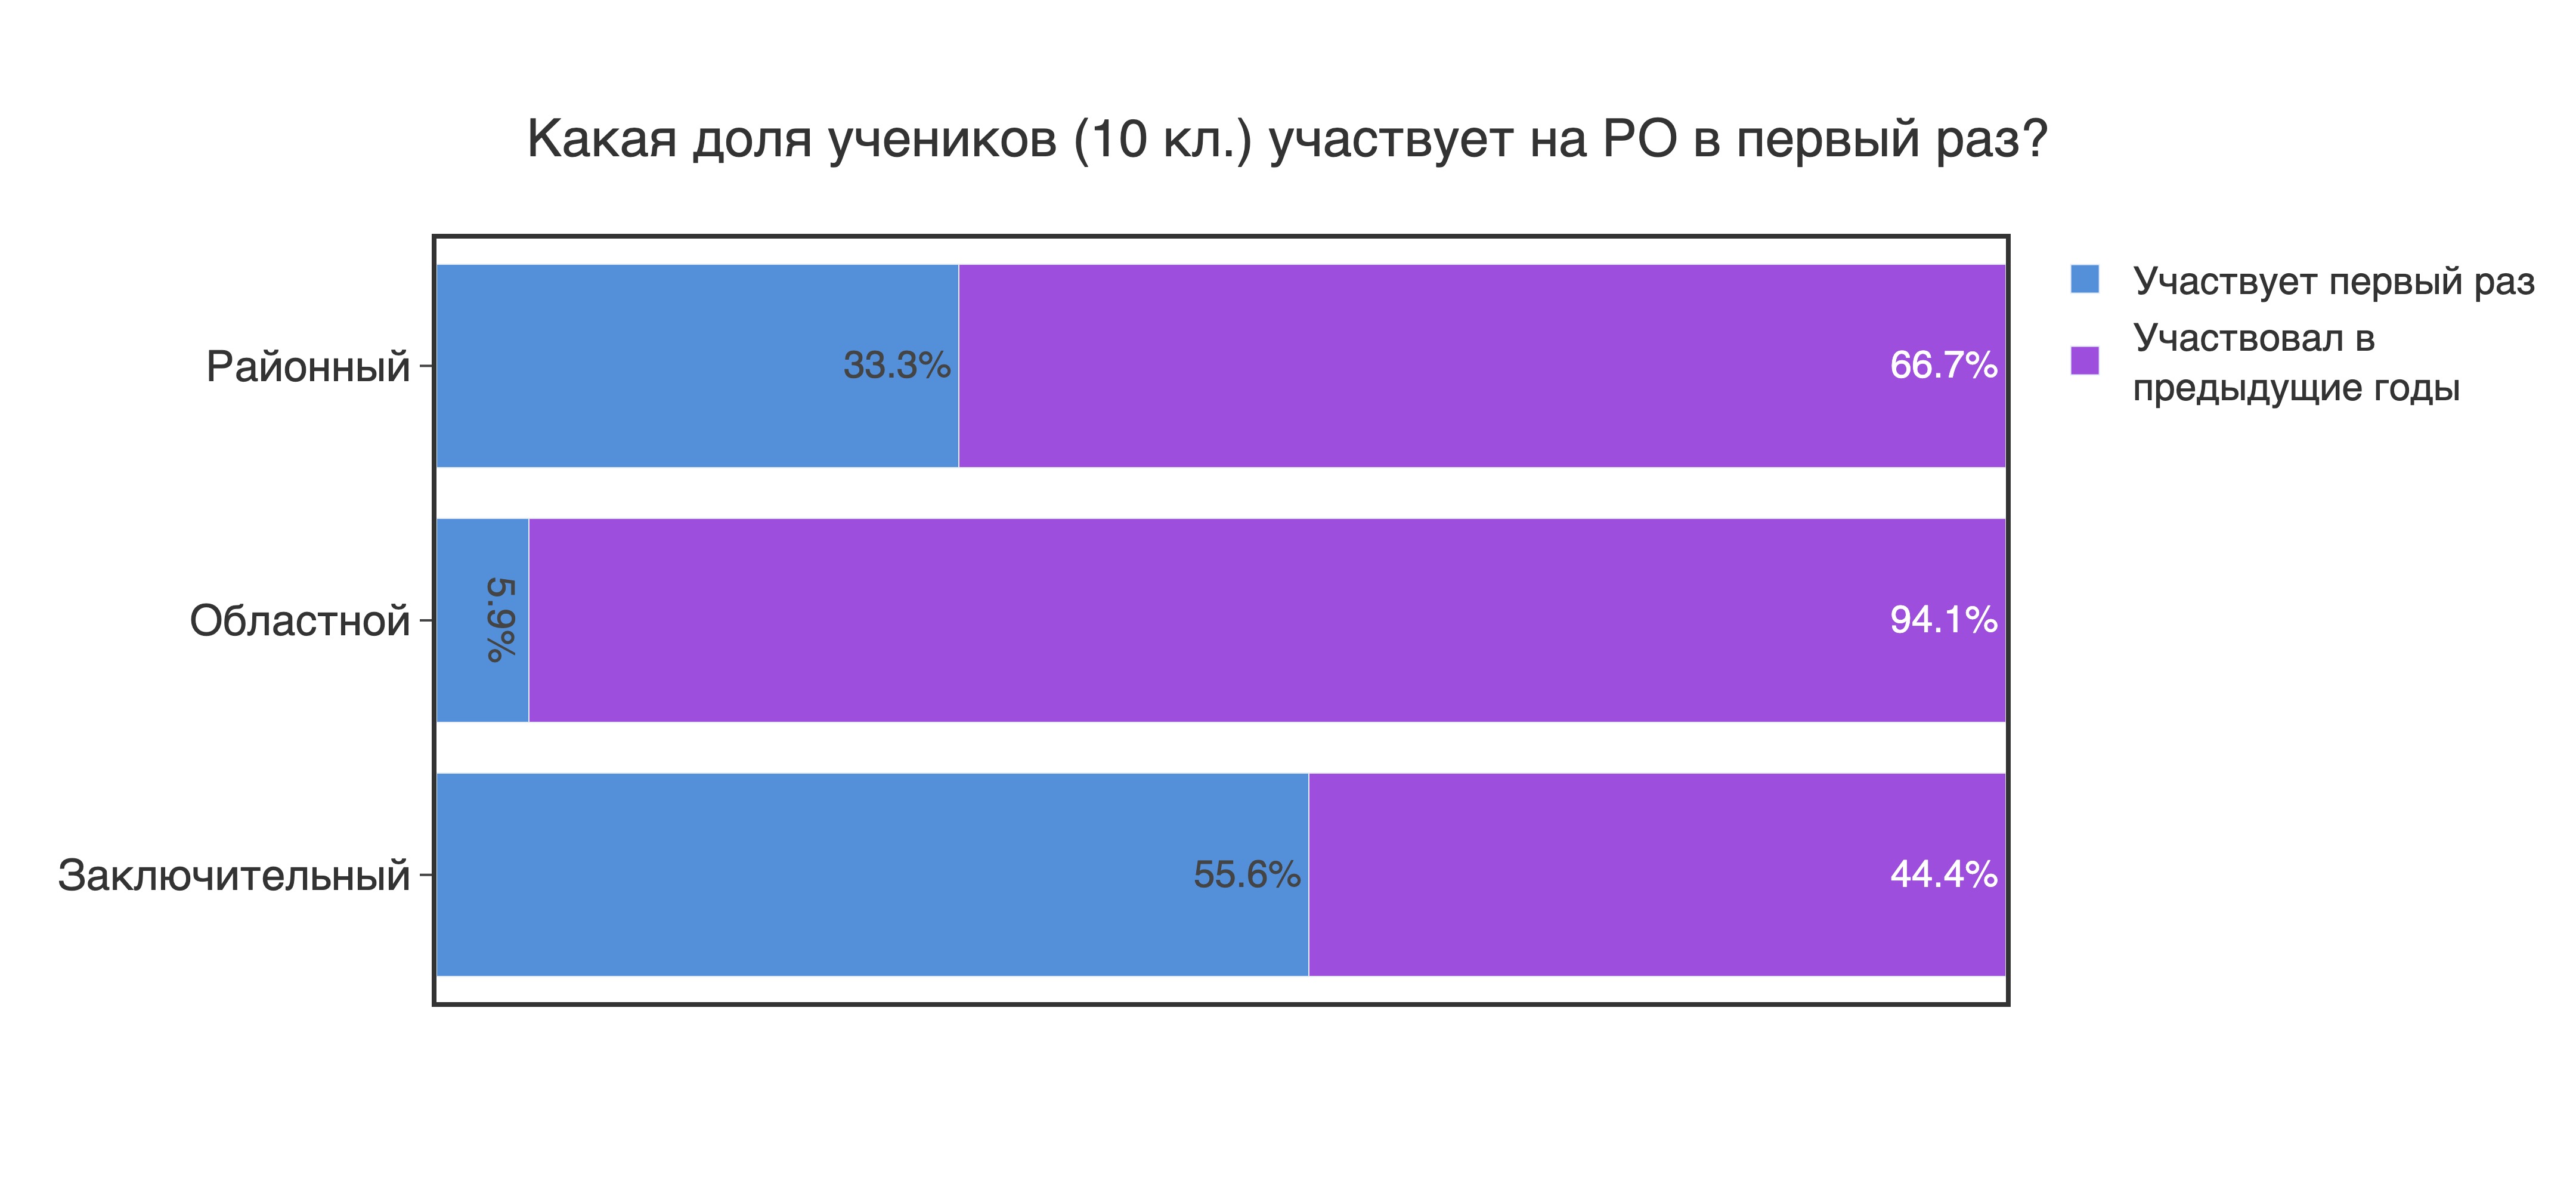 Какая доля учеников (10 кл.) участвует на РО в первый раз?
Участвует первый раз
Участвовал в
предыдущие годы
Районный
33.3%
66.7%
Областной
5.9%
94.1%
Заключительный
55.6%
44.4%